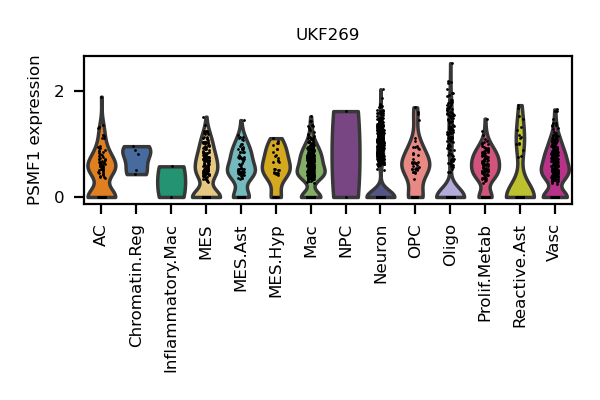 UKF269
PSMF1 expression
2
0
AC
Chromatin.Reg
Inflammatory.Mac
MES
MES.Ast
MES.Hyp
Mac
NPC
Neuron
OPC
Oligo
Prolif.Metab
Reactive.Ast
Vasc